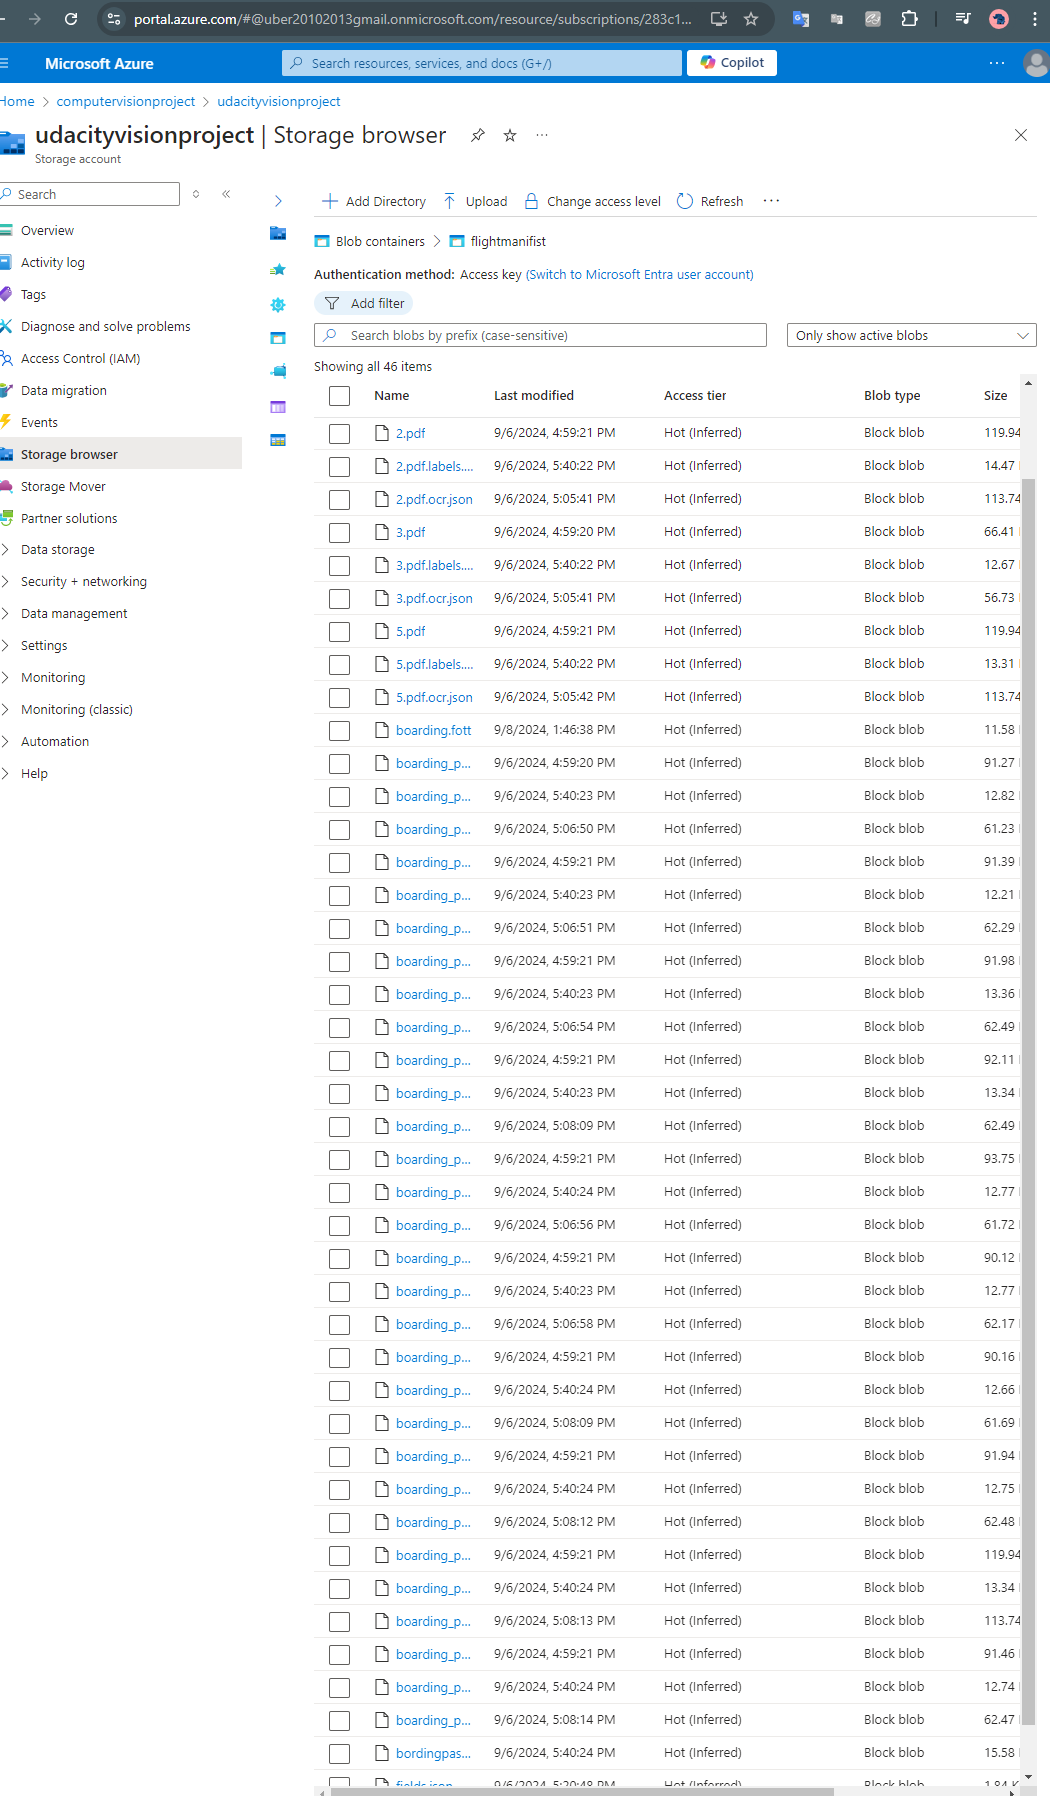 portal.azure.com/#@uber20102013gmail.onmicrosoft.com/resource/subscriptions/283c1...
Microsoft Azure
Search resources, services, and docs (G+/)
Copilot
Home > computervisionproject > udacityvisionproject
udacityvisionproject | Storage browser
Storage account
Search
Overview
Activity log
Tags
Diagnose and solve problems
Access Control (IAM)
Data migration
Events
Storage browser
Storage Mover
Partner solutions
Data storage
Security + networking
Data management
Settings
Monitoring
Monitoring (classic)
Automation
Help
Add Directory Upload Change access level Refresh
Blob containers > flightmanifist
Authentication method: Access key (Switch to Microsoft Entra user account)
Add filter
Search blobs by prefix (case-sensitive)
Only show active blobs
Showing all 46 items
Name Last modified Access tier Blob type Size
2.pdf 9/6/2024, 4:59:21 PM Hot (Inferred) Block blob 119.94
2.pdf.labels.... 9/6/2024, 5:40:22 PM Hot (Inferred) Block blob 14.47
2.pdf.ocr.json 9/6/2024, 5:05:41 PM Hot (Inferred) Block blob 113.74
3.pdf 9/6/2024, 4:59:20 PM Hot (Inferred) Block blob 66.41
3.pdf.labels.... 9/6/2024, 5:40:22 PM Hot (Inferred) Block blob 12.67
3.pdf.ocr.json 9/6/2024, 5:05:41 PM Hot (Inferred) Block blob 56.73
5.pdf 9/6/2024, 4:59:21 PM Hot (Inferred) Block blob 119.94
5.pdf.labels.... 9/6/2024, 5:40:22 PM Hot (Inferred) Block blob 13.31
5.pdf.ocr.json 9/6/2024, 5:05:42 PM Hot (Inferred) Block blob 113.74
boarding.fott 9/8/2024, 1:46:38 PM Hot (Inferred) Block blob 11.58
boarding_p... 9/6/2024, 4:59:20 PM Hot (Inferred) Block blob 91.27
boarding_p... 9/6/2024, 5:40:23 PM Hot (Inferred) Block blob 12.82
boarding_p... 9/6/2024, 5:06:50 PM Hot (Inferred) Block blob 61.23
boarding_p... 9/6/2024, 4:59:21 PM Hot (Inferred) Block blob 91.39
boarding_p... 9/6/2024, 5:40:23 PM Hot (Inferred) Block blob 12.21
boarding_p... 9/6/2024, 5:06:51 PM Hot (Inferred) Block blob 62.29
boarding_p... 9/6/2024, 4:59:21 PM Hot (Inferred) Block blob 91.98
boarding_p... 9/6/2024, 5:40:23 PM Hot (Inferred) Block blob 13.36
boarding_p... 9/6/2024, 5:06:54 PM Hot (Inferred) Block blob 62.49
boarding_p... 9/6/2024, 4:59:21 PM Hot (Inferred) Block blob 92.11
boarding_p... 9/6/2024, 5:40:23 PM Hot (Inferred) Block blob 13.34
boarding_p... 9/6/2024, 5:08:09 PM Hot (Inferred) Block blob 62.49
boarding_p... 9/6/2024, 4:59:21 PM Hot (Inferred) Block blob 93.75
boarding_p... 9/6/2024, 5:40:24 PM Hot (Inferred) Block blob 12.77
boarding_p... 9/6/2024, 5:06:56 PM Hot (Inferred) Block blob 61.72
boarding_p... 9/6/2024, 4:59:21 PM Hot (Inferred) Block blob 90.12
boarding_p... 9/6/2024, 5:40:23 PM Hot (Inferred) Block blob 12.77
boarding_p... 9/6/2024, 5:06:58 PM Hot (Inferred) Block blob 62.17
boarding_p... 9/6/2024, 4:59:21 PM Hot (Inferred) Block blob 90.16
boarding_p... 9/6/2024, 5:40:24 PM Hot (Inferred) Block blob 12.66
boarding_p... 9/6/2024, 5:08:09 PM Hot (Inferred) Block blob 61.69
boarding_p... 9/6/2024, 4:59:21 PM Hot (Inferred) Block blob 91.94
boarding_p... 9/6/2024, 5:40:24 PM Hot (Inferred) Block blob 12.75
boarding_p... 9/6/2024, 5:08:12 PM Hot (Inferred) Block blob 62.48
boarding_p... 9/6/2024, 4:59:21 PM Hot (Inferred) Block blob 119.94
boarding_p... 9/6/2024, 5:40:24 PM Hot (Inferred) Block blob 13.34
boarding_p... 9/6/2024, 5:08:13 PM Hot (Inferred) Block blob 113.74
boarding_p... 9/6/2024, 4:59:21 PM Hot (Inferred) Block blob 91.46
boarding_p... 9/6/2024, 5:40:24 PM Hot (Inferred) Block blob 12.74
boarding_p... 9/6/2024, 5:08:14 PM Hot (Inferred) Block blob 62.47
bordingpas... 9/6/2024, 5:40:24 PM Hot (Inferred) Block blob 15.58
fields.json 9/6/2024, 5:20:48 PM Hot (Inferred) Block blob 1.84 K